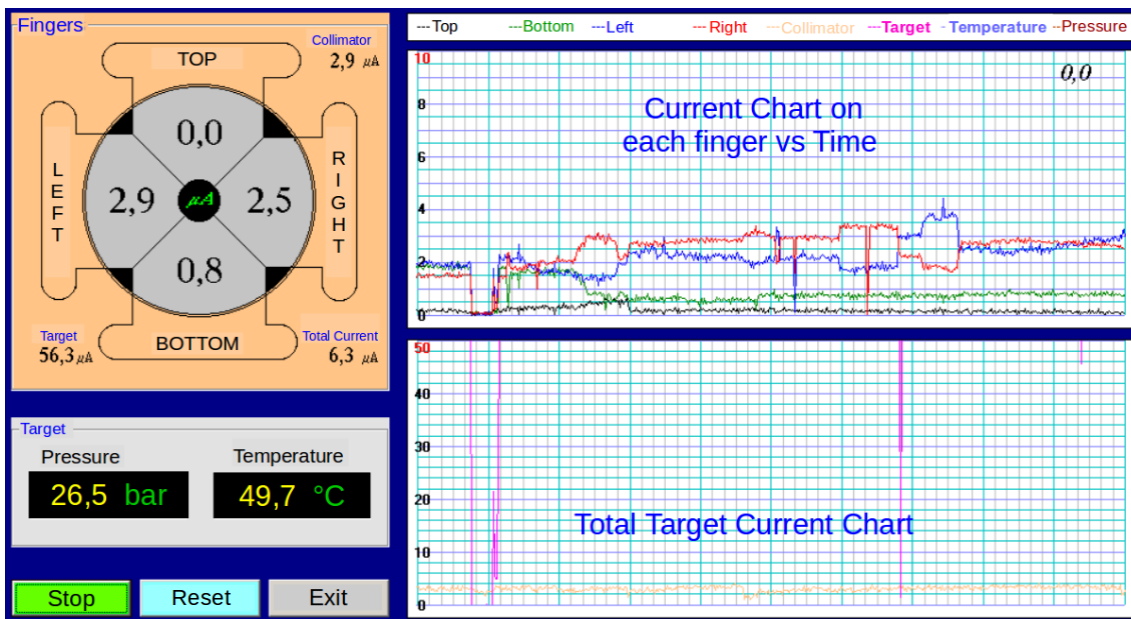 Fingers
Collimator
2,9 μA
TOP
0,0
LEFT
2,9
μA
2,5
RIGHT
0,8
BOTTOM
Target
56,3 μA
Total Current
6,3 μA
Target
Pressure
Temperature
26,5 bar
49,7 °C
Stop
Reset
Exit
---Top ---Bottom ---Left ---Right ---Collimator ---Target -Temperature --Pressure
10
0,0
8
Current Chart on
each finger vs Time
6
4
2
0
50
40
30
20
Total Target Current Chart
10
0